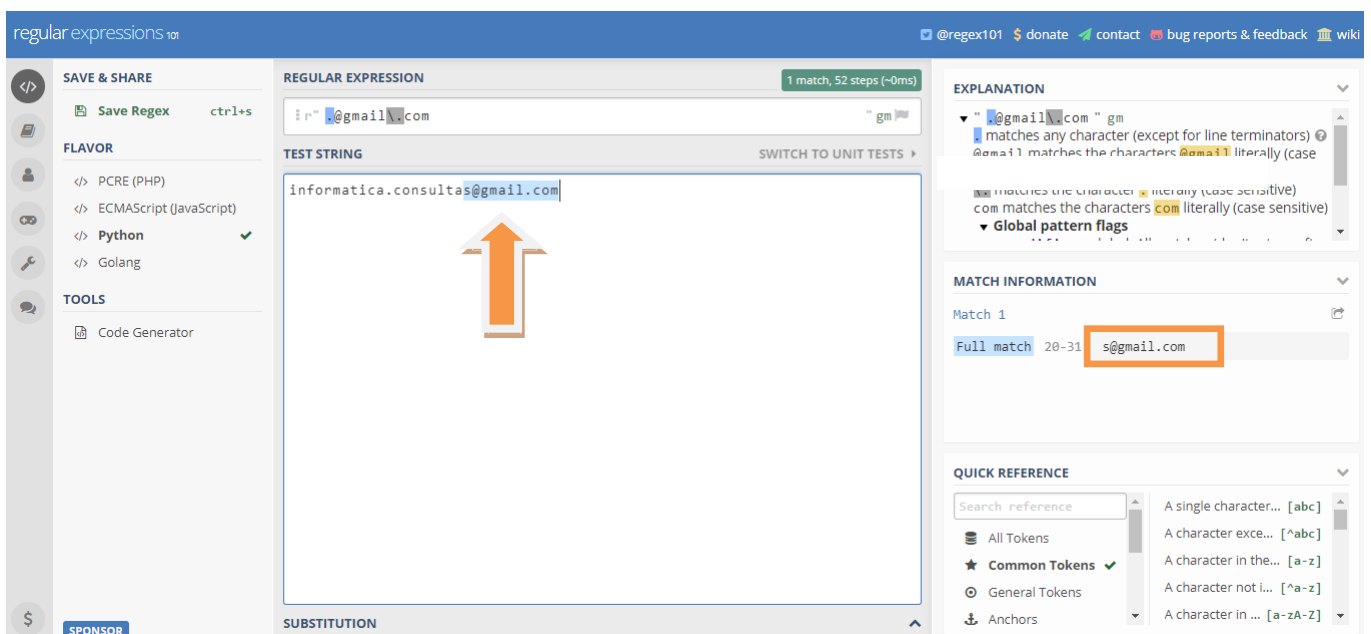 regular expressions 101
@regex101 $ donate contact bug reports & feedback wiki
SAVE & SHARE
Save Regex ctrl+s
FLAVOR
</> PCRE (PHP)
</> ECMAScript (JavaScript)
</> Python
</> Golang
TOOLS
Code Generator
SPONSOR
REGULAR EXPRESSION
1 match, 52 steps (~0ms)
r" .@gmail\.com " gm
TEST STRING
SWITCH TO UNIT TESTS
informatica.consultas@gmail.com
SUBSTITUTION
EXPLANATION
" .@gmail\.com " gm
. matches any character (except for line terminators)
@gmail matches the characters @gmail literally (case
\. matches the character . literally (case sensitive)
com matches the characters com literally (case sensitive)
Global pattern flags
MATCH INFORMATION
Match 1
Full match 20-31 s@gmail.com
QUICK REFERENCE
Search reference
All Tokens
Common Tokens
General Tokens
Anchors
A single character... [abc]
A character exce... [^abc]
A character in the... [a-z]
A character not i... [^a-z]
A character in ... [a-zA-Z]